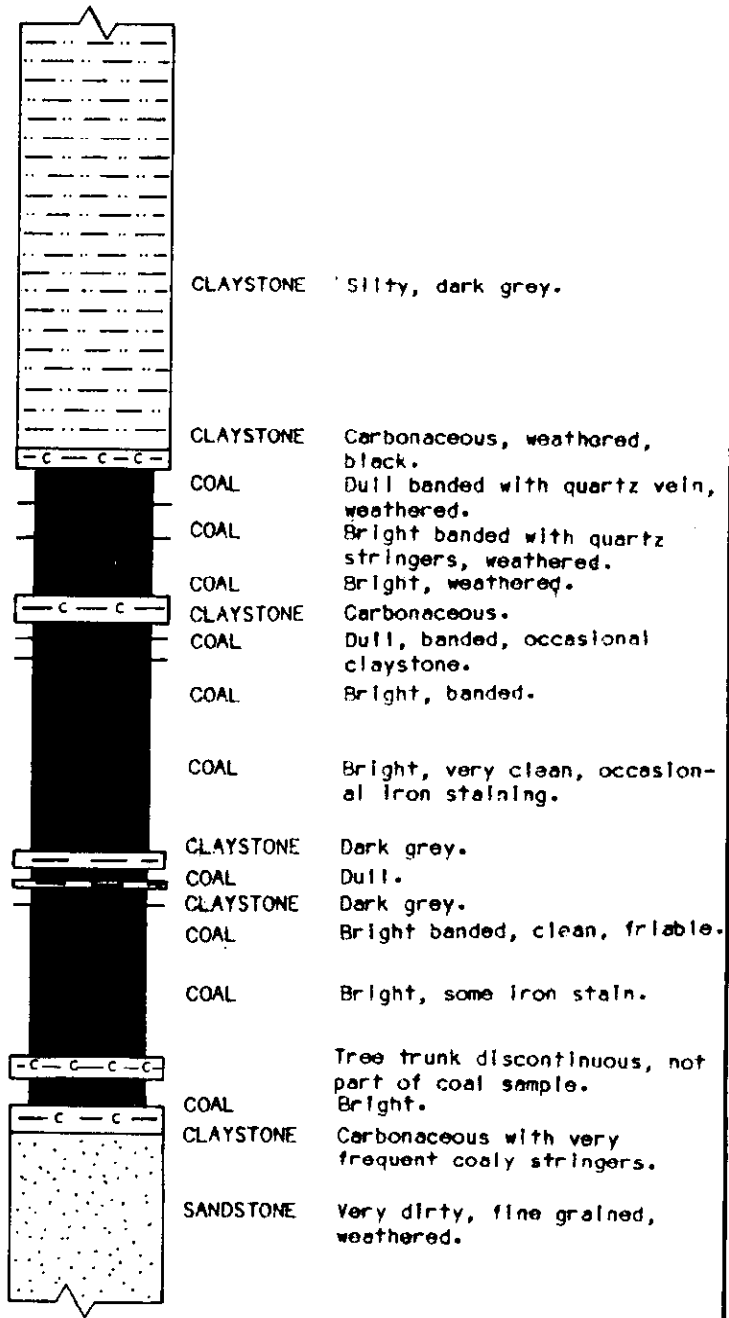 CLAYSTONE Silty, dark grey.
CLAYSTONE Carbonaceous, weathered,
black.
C C C
COAL Dull banded with quartz vein,
weathered.
COAL Bright banded with quartz
stringers, weathered.
COAL Bright, weathered.
C C
CLAYSTONE Carbonaceous.
COAL Dull, banded, occasional
claystone.
COAL Bright, banded.
COAL Bright, very clean, occasion-
al iron staining.
CLAYSTONE Dark grey.
COAL Dull.
CLAYSTONE Dark grey.
COAL Bright banded, clean, friable.
COAL Bright, some iron stain.
Tree trunk discontinuous, not
C C C C
part of coal sample.
COAL Bright.
C C
CLAYSTONE Carbonaceous with very
frequent coaly stringers.
SANDSTONE Very dirty, fine grained,
weathered.